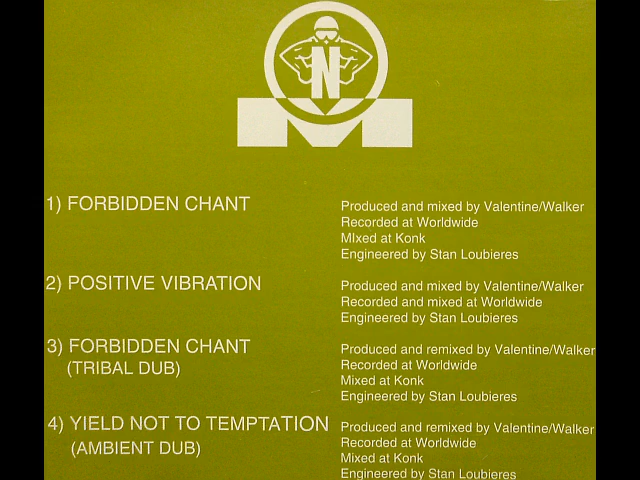 N
M
1) FORBIDDEN CHANT
Produced and mixed by Valentine/Walker
Recorded at Worldwide
MIxed at Konk
Engineered by Stan Loubieres
2) POSITIVE VIBRATION
Produced and mixed by Valentine/Walker
Recorded and mixed at Worldwide
Engineered by Stan Loubieres
3) FORBIDDEN CHANT
(TRIBAL DUB)
Produced and remixed by Valentine/Walker
Recorded at Worldwide
Mixed at Konk
Engineered by Stan Loubieres
4) YIELD NOT TO TEMPTATION
(AMBIENT DUB)
Produced and remixed by Valentine/Walker
Recorded at Worldwide
Mixed at Konk
Engineered by Stan Loubieres